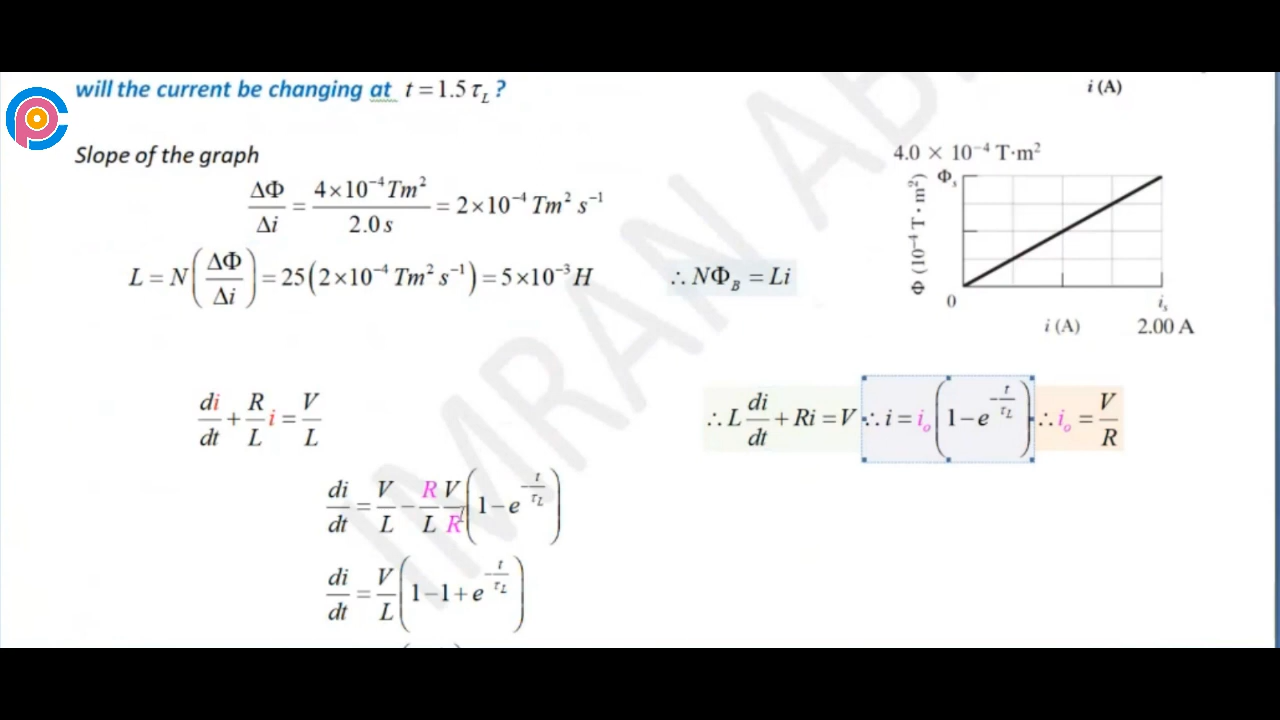 will the current be changing at t = 1.5 τ_L ?
i (A)
Slope of the graph
ΔΦ/Δi = 4×10⁻⁴Tm²/2.0 s = 2×10⁻⁴ Tm² s⁻¹
L = N(ΔΦ/Δi) = 25(2×10⁻⁴ Tm² s⁻¹) = 5×10⁻³ H
∴ NΦ_B = Li
4.0 × 10⁻⁴ T·m²
Φ_s
Φ (10⁻⁴ T·m²)
0
i_s
i (A)
2.00 A
di/dt + R/L i = V/L
∴ L di/dt + Ri = V ∴ i = i_o(1 − e^(−t/τ_L)) ∴ i_o = V/R
di/dt = V/L − R/L V/R (1 − e^(−t/τ_L))
di/dt = V/L (1 − 1 + e^(−t/τ_L))
IMRAN AB